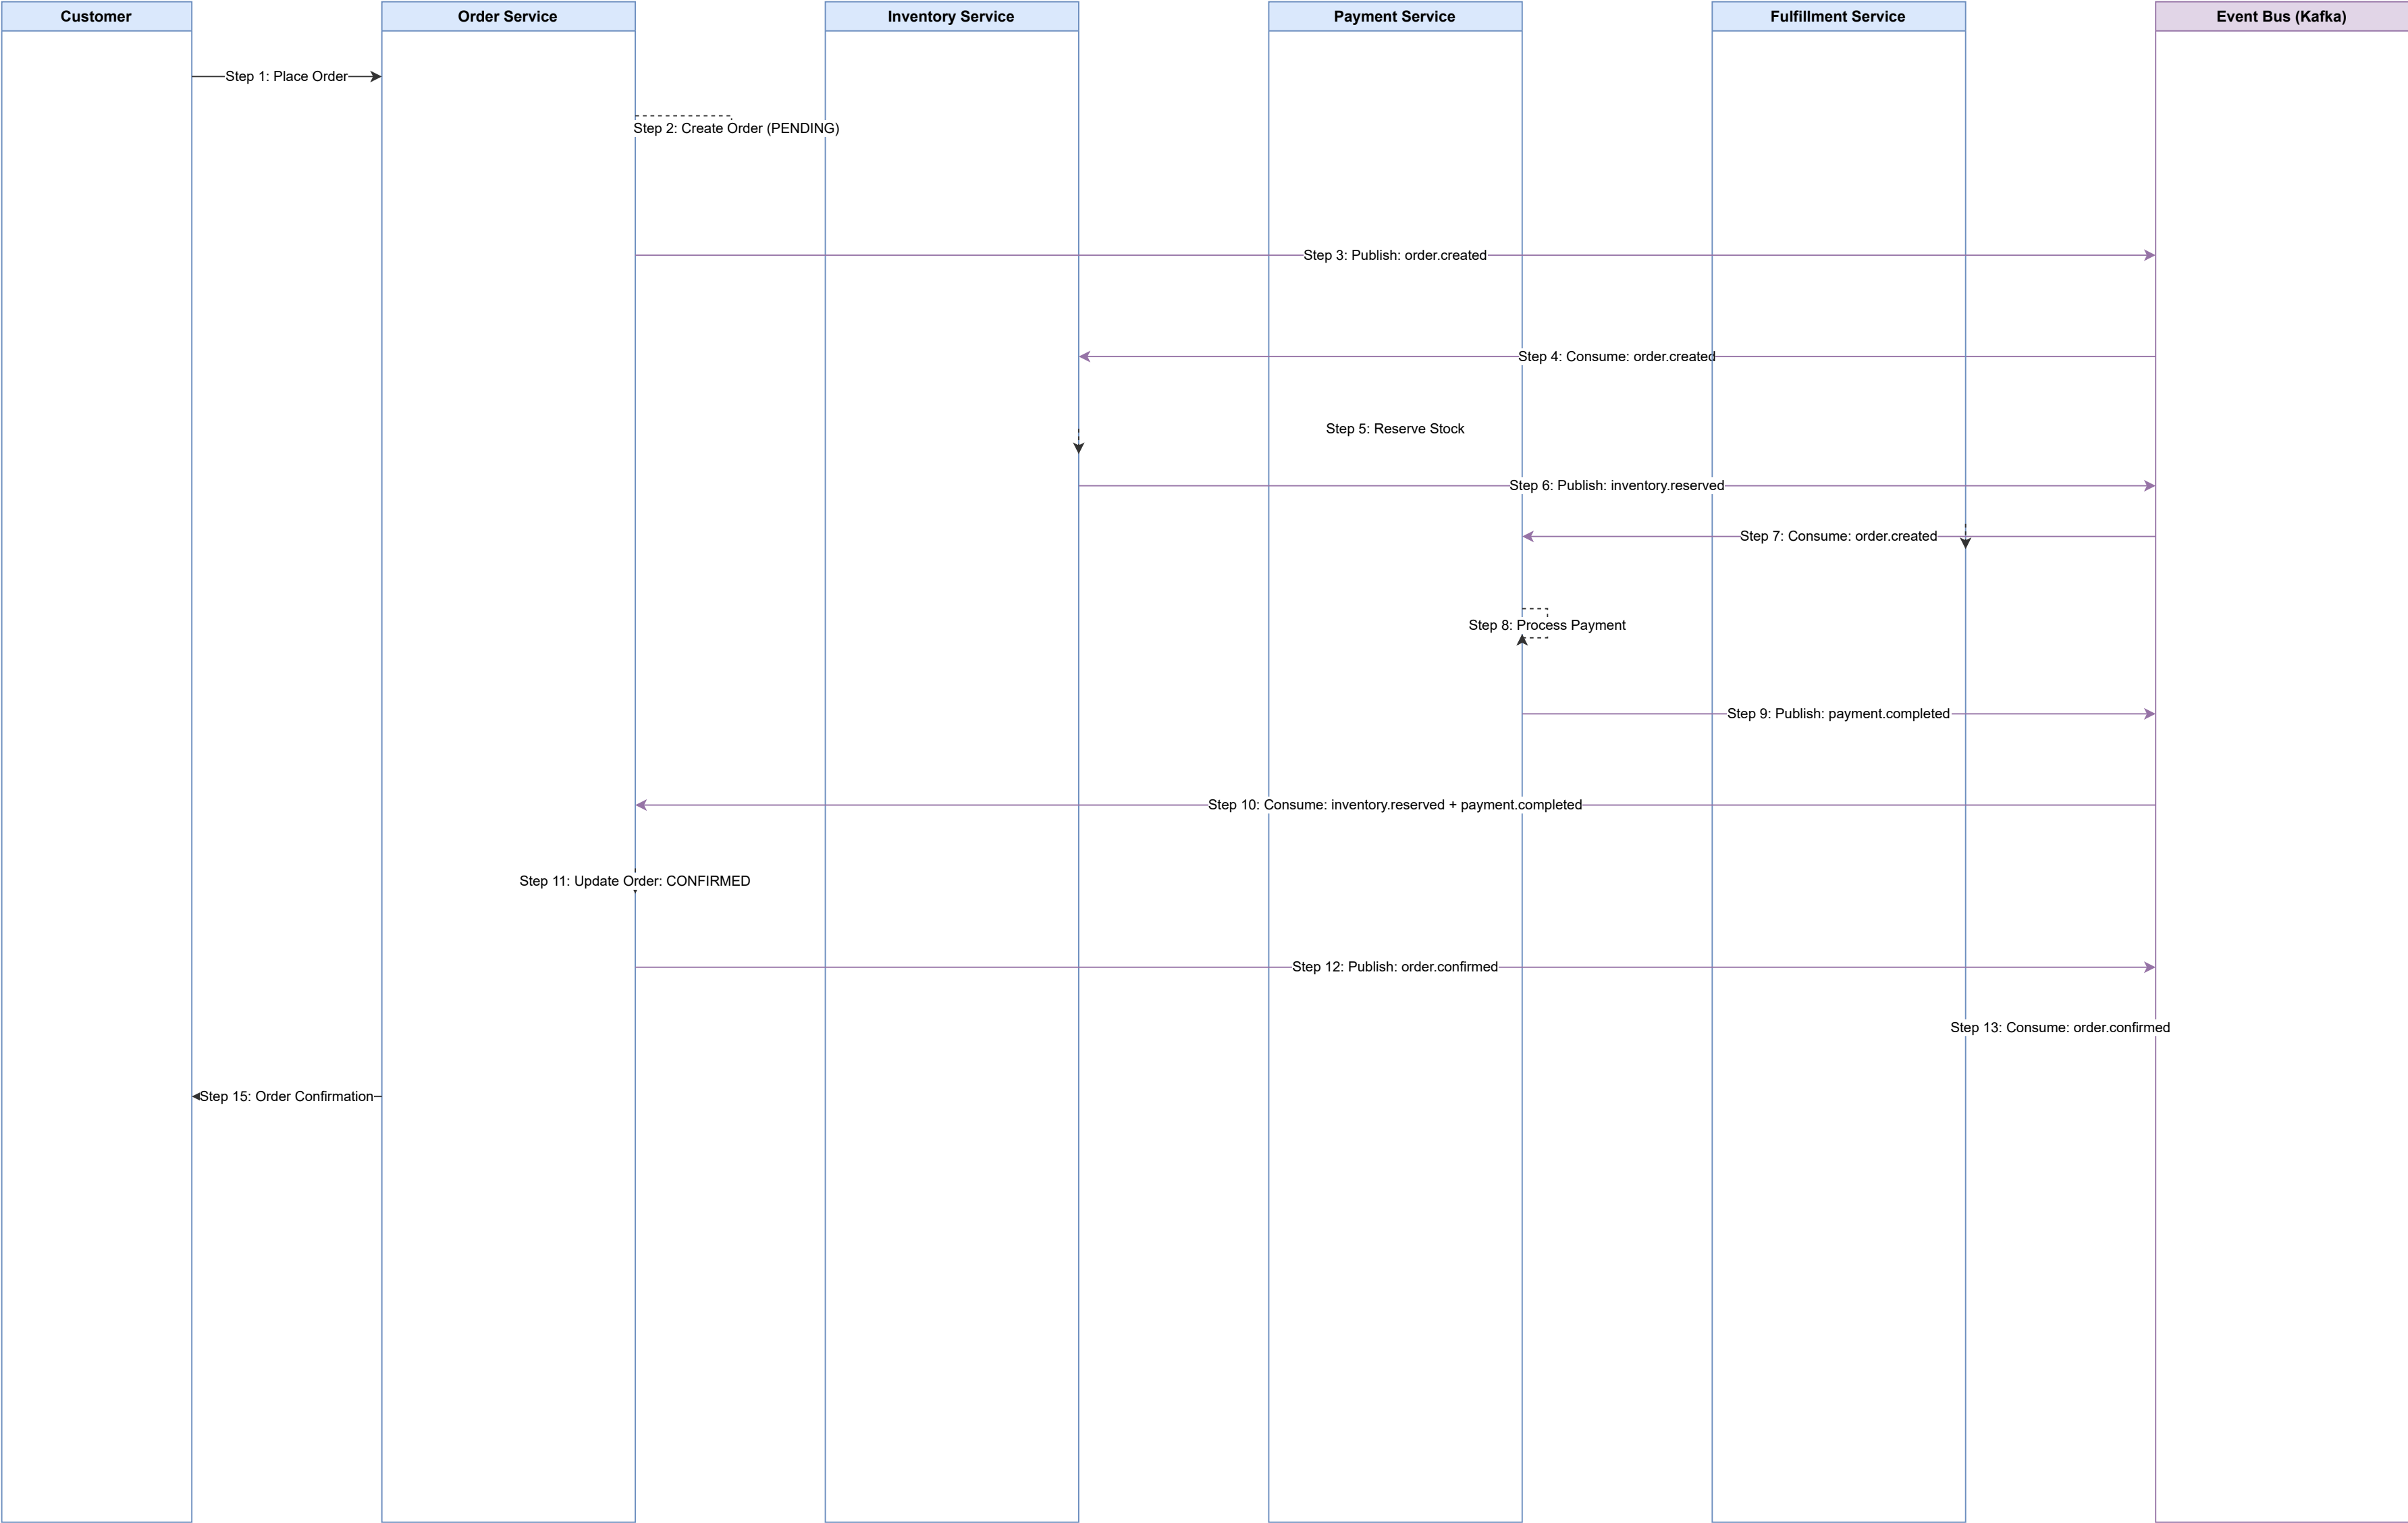 Customer
Order Service
Inventory Service
Payment Service
Fulfillment Service
Event Bus (Kafka)
Step 1: Place Order
Step 2: Create Order (PENDING)
Step 3: Publish: order.created
Step 4: Consume: order.created
Step 5: Reserve Stock
Step 6: Publish: inventory.reserved
Step 7: Consume: order.created
Step 8: Process Payment
Step 9: Publish: payment.completed
Step 10: Consume: inventory.reserved + payment.completed
Step 11: Update Order: CONFIRMED
Step 12: Publish: order.confirmed
Step 13: Consume: order.confirmed
Step 15: Order Confirmation